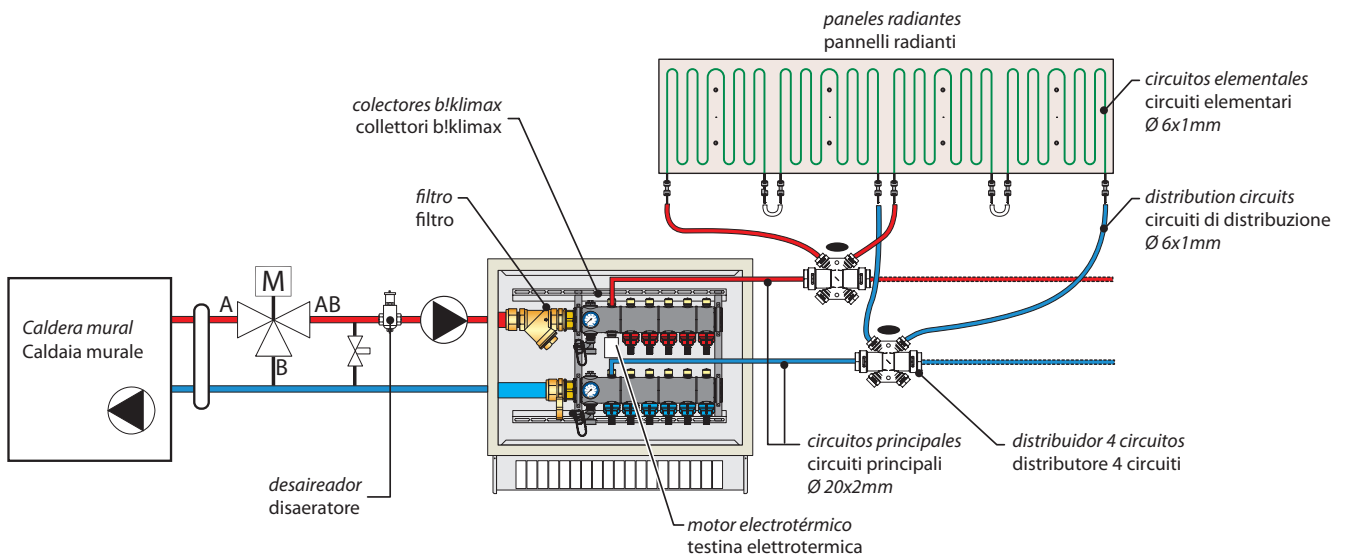 paneles radiantes
pannelli radianti
circuitos elementales
circuiti elementari
Ø 6x1mm
colectores b!klimax
collettori b!klimax
filtro
filtro
distribution circuits
circuiti di distribuzione
Ø 6x1mm
M
A
AB
B
Caldera mural
Caldaia murale
circuitos principales
circuiti principali
Ø 20x2mm
distribuidor 4 circuitos
distributore 4 circuiti
desaireador
disaeratore
motor electrotérmico
testina elettrotermica